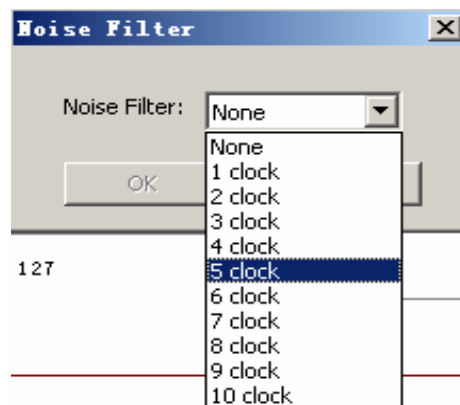 Noise Filter
Noise Filter: None
None
1 clock
OK
2 clock
3 clock
4 clock
127
5 clock
6 clock
7 clock
8 clock
9 clock
10 clock